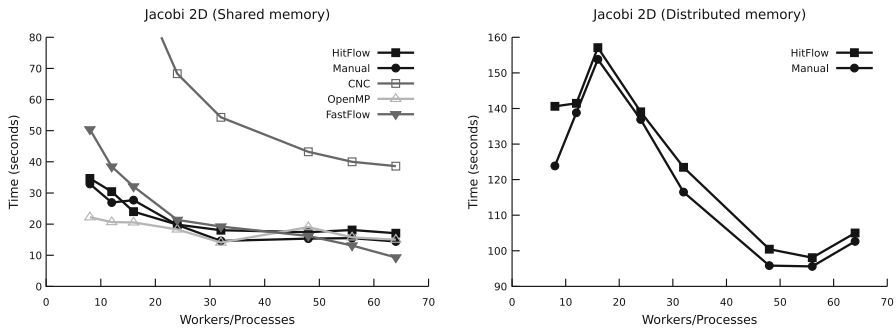 Jacobi 2D (Shared memory)
80
70
60
50
40
30
20
10
0
Time (seconds)
HitFlow
Manual
CNC
OpenMP
FastFlow
0 10 20 30 40 50 60 70
Workers/Processes
Jacobi 2D (Distributed memory)
160
150
140
130
120
110
100
90
Time (seconds)
HitFlow
Manual
0 10 20 30 40 50 60 70
Workers/Processes